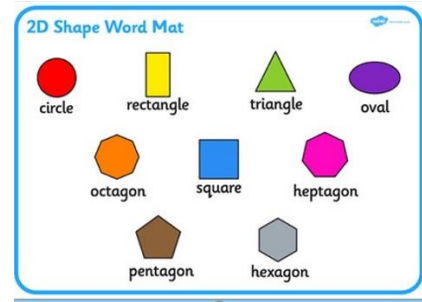 2D Shape Word Mat
circle
rectangle
triangle
oval
octagon
square
heptagon
pentagon
hexagon